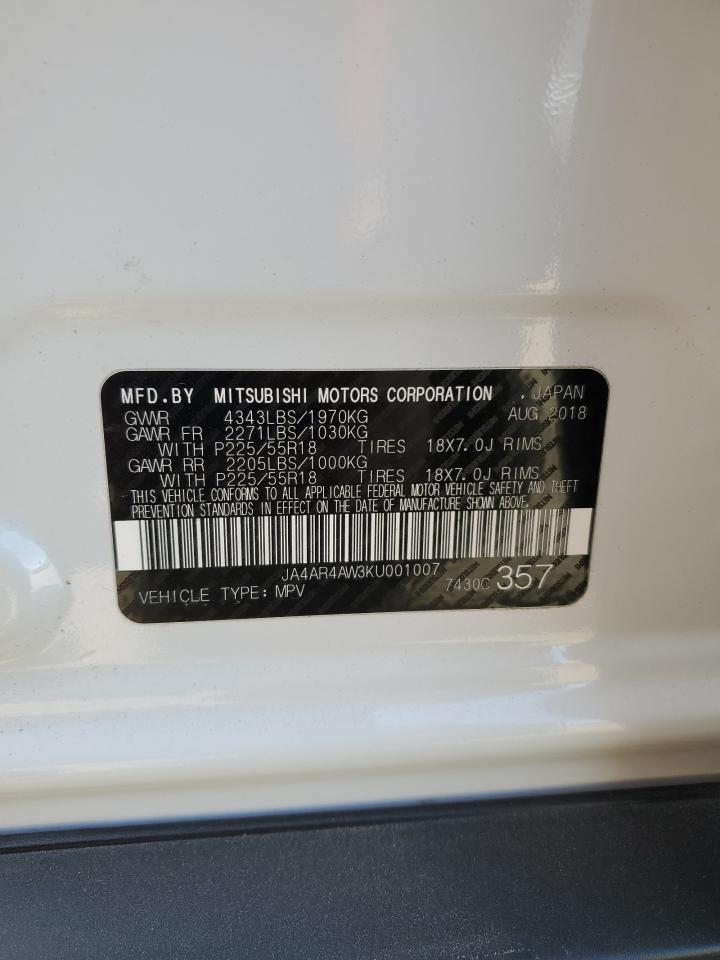 MFD.BY MITSUBISHI MOTORS CORPORATION , JAPAN
GVWR 4343LBS/1970KG AUG 2018
GAWR FR 2271LBS/1030KG
WITH P225/55R18 TIRES 18X7.0J RIMS
GAWR RR 2205LBS/1000KG
WITH P225/55R18 TIRES 18X7.0J RIMS
THIS VEHICLE CONFORMS TO ALL APPLICABLE FEDERAL MOTOR VEHICLE SAFETY AND THEFT
PREVENTION STANDARDS IN EFFECT ON THE DATE OF MANUFACTURE SHOWN ABOVE.
JA4AR4AW3KU001007
VEHICLE TYPE: MPV 7430C 357